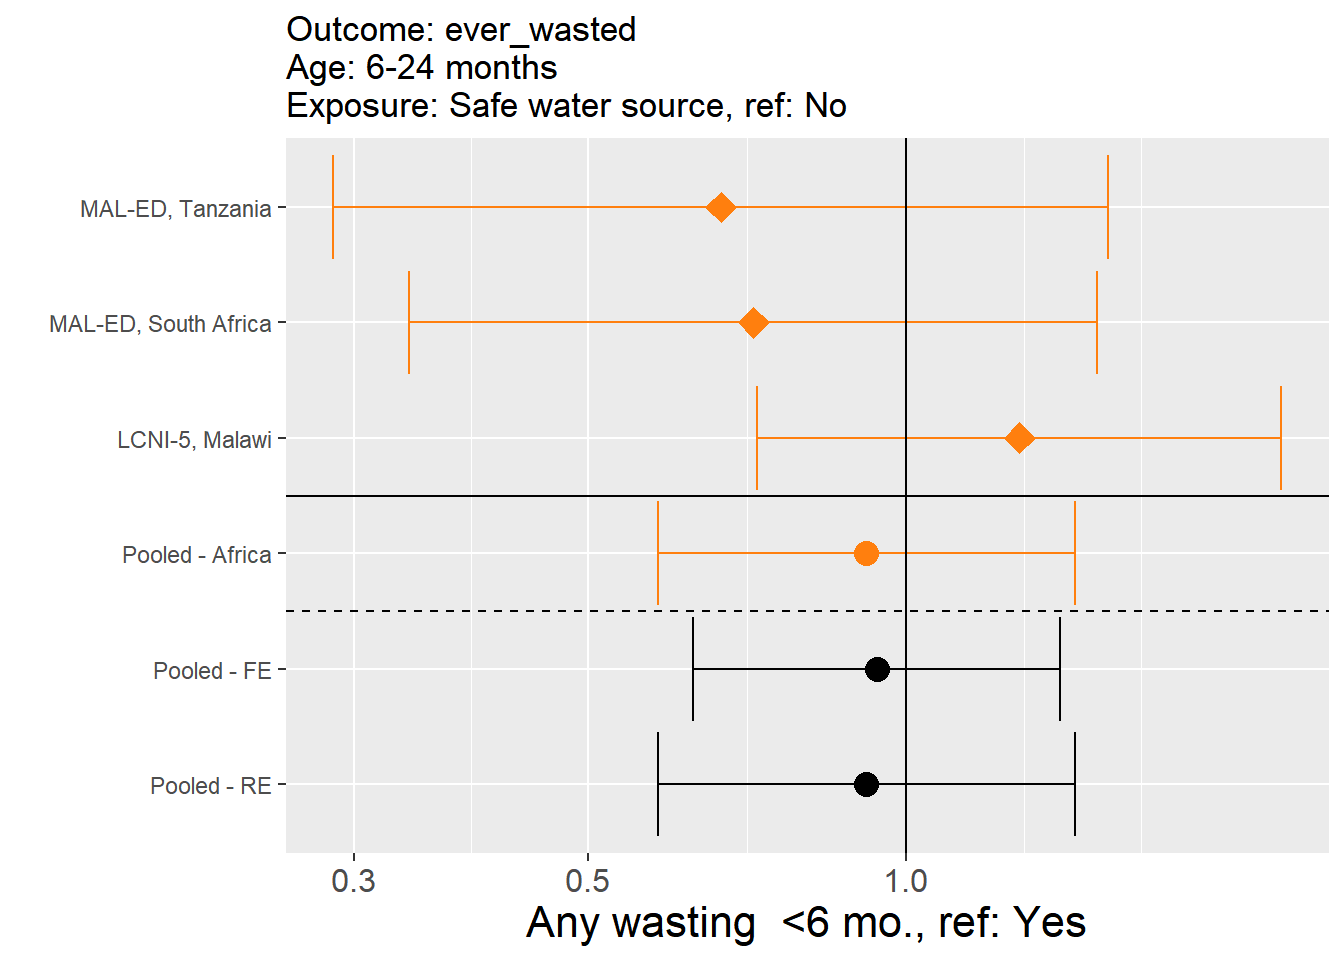 Outcome: ever_wasted
Age: 6-24 months
Exposure: Safe water source, ref: No
MAL-ED, Tanzania
MAL-ED, South Africa
LCNI-5, Malawi
Pooled - Africa
Pooled - FE
Pooled - RE
0.3 0.5 1.0
Any wasting  <6 mo., ref: Yes